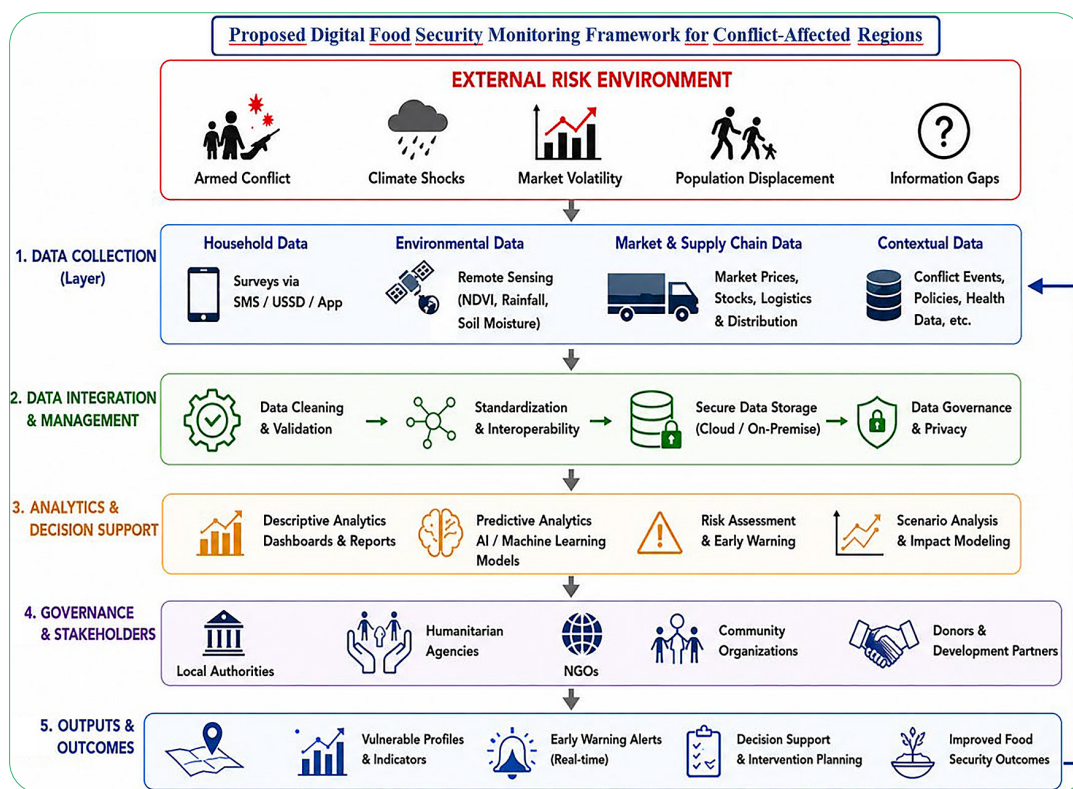 Proposed Digital Food Security Monitoring Framework for Conflict-Affected Regions
EXTERNAL RISK ENVIRONMENT
Armed Conflict
Climate Shocks
Market Volatility
Population Displacement
?
Information Gaps
1. DATA COLLECTION
(Layer)
Household Data
Surveys via
SMS / USSD / App
Environmental Data
Remote Sensing
(NDVI, Rainfall,
Soil Moisture)
Market & Supply Chain Data
Market Prices,
Stocks, Logistics
& Distribution
Contextual Data
Conflict Events,
Policies, Health
Data, etc.
2. DATA INTEGRATION
& MANAGEMENT
Data Cleaning
& Validation
Standardization
& Interoperability
Secure Data Storage
(Cloud / On-Premise)
Data Governance
& Privacy
3. ANALYTICS &
DECISION SUPPORT
Descriptive Analytics
Dashboards & Reports
Predictive Analytics
AI / Machine Learning
Models
Risk Assessment
& Early Warning
Scenario Analysis
& Impact Modeling
4. GOVERNANCE
& STAKEHOLDERS
Local Authorities
Humanitarian
Agencies
NGOs
Community
Organizations
Donors &
Development Partners
5. OUTPUTS &
OUTCOMES
Vulnerable Profiles
& Indicators
Early Warning Alerts
(Real-time)
Decision Support
& Intervention Planning
Improved Food
Security Outcomes